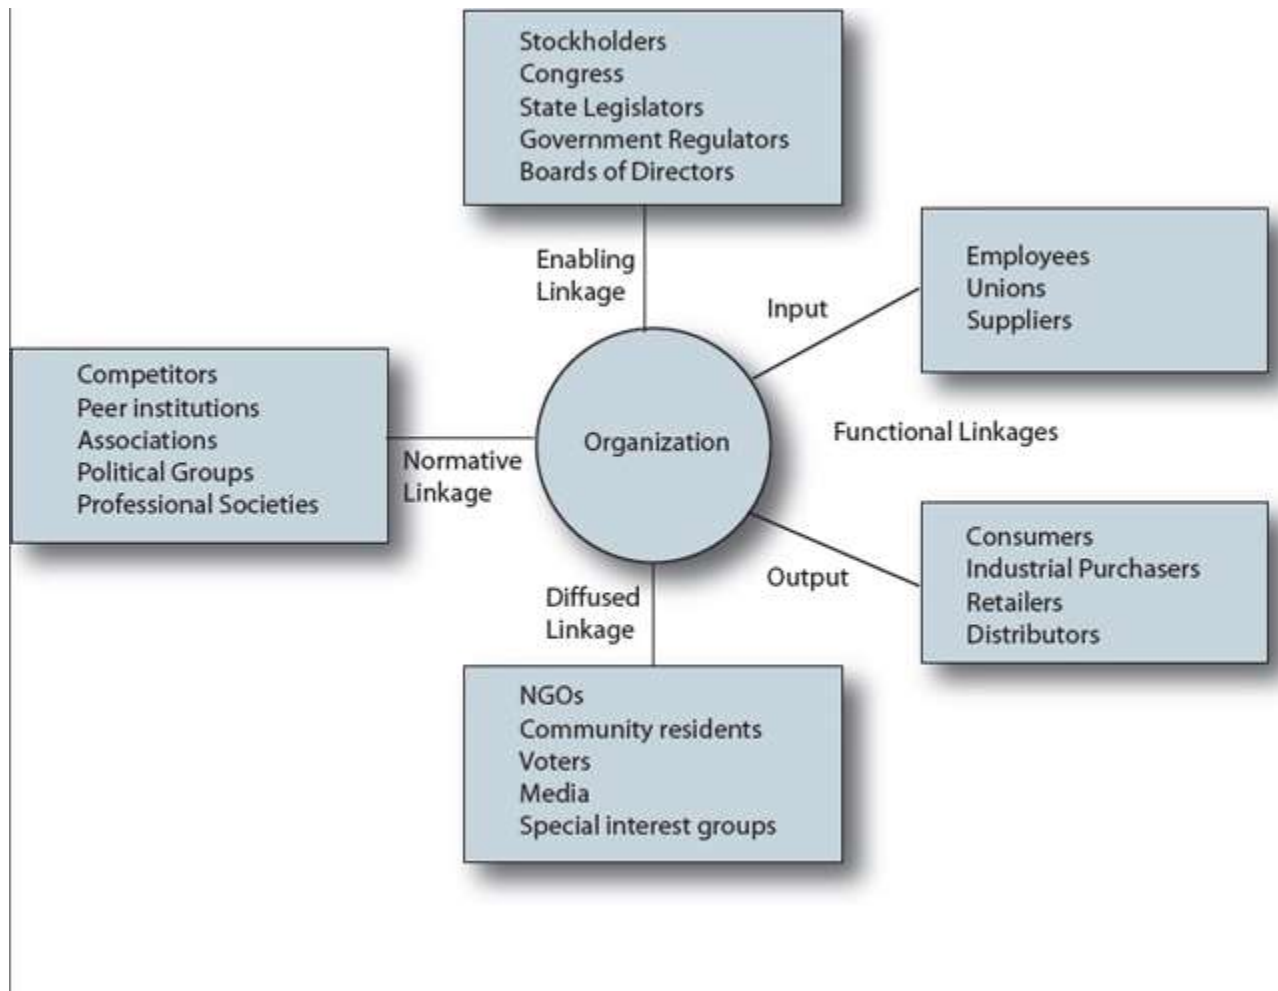 Stockholders
Congress
State Legislators
Government Regulators
Boards of Directors
Enabling
Linkage
Input
Employees
Unions
Suppliers
Competitors
Peer institutions
Associations
Political Groups
Professional Societies
Normative
Linkage
Organization
Functional Linkages
Output
Consumers
Industrial Purchasers
Retailers
Distributors
Diffused
Linkage
NGOs
Community residents
Voters
Media
Special interest groups